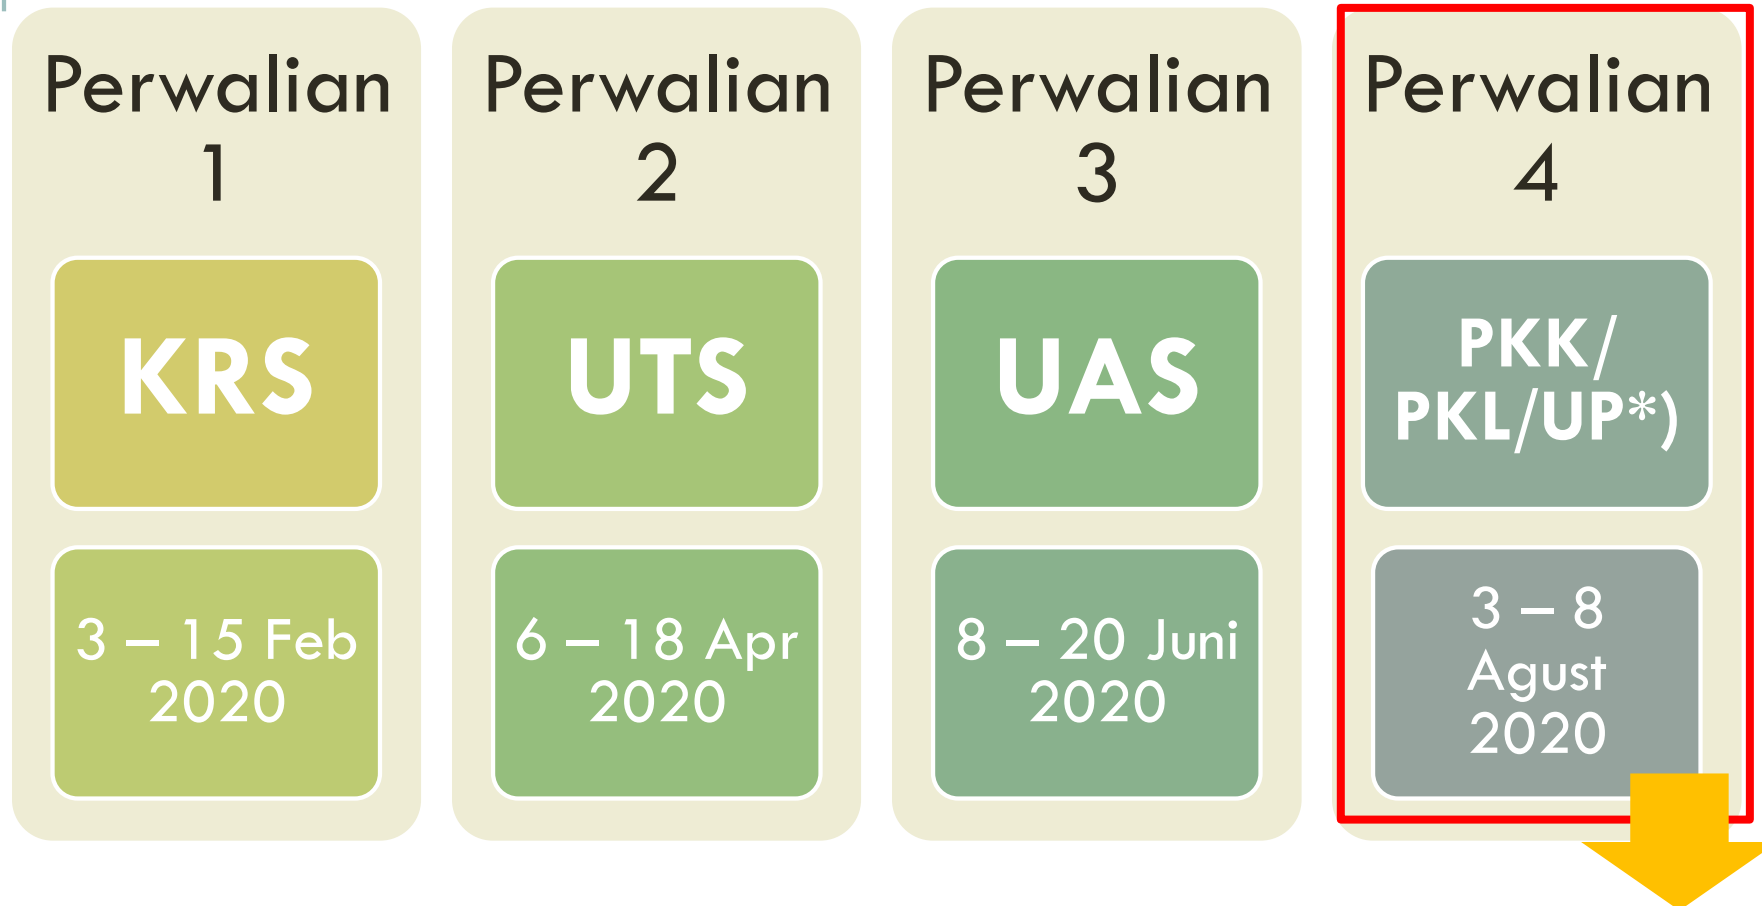 Perwalian
1
KRS
3 – 15 Feb
2020
Perwalian
2
UTS
6 – 18 Apr
2020
Perwalian
3
UAS
8 – 20 Juni
2020
Perwalian
4
PKK/
PKL/UP*)
3 – 8
Agust
2020